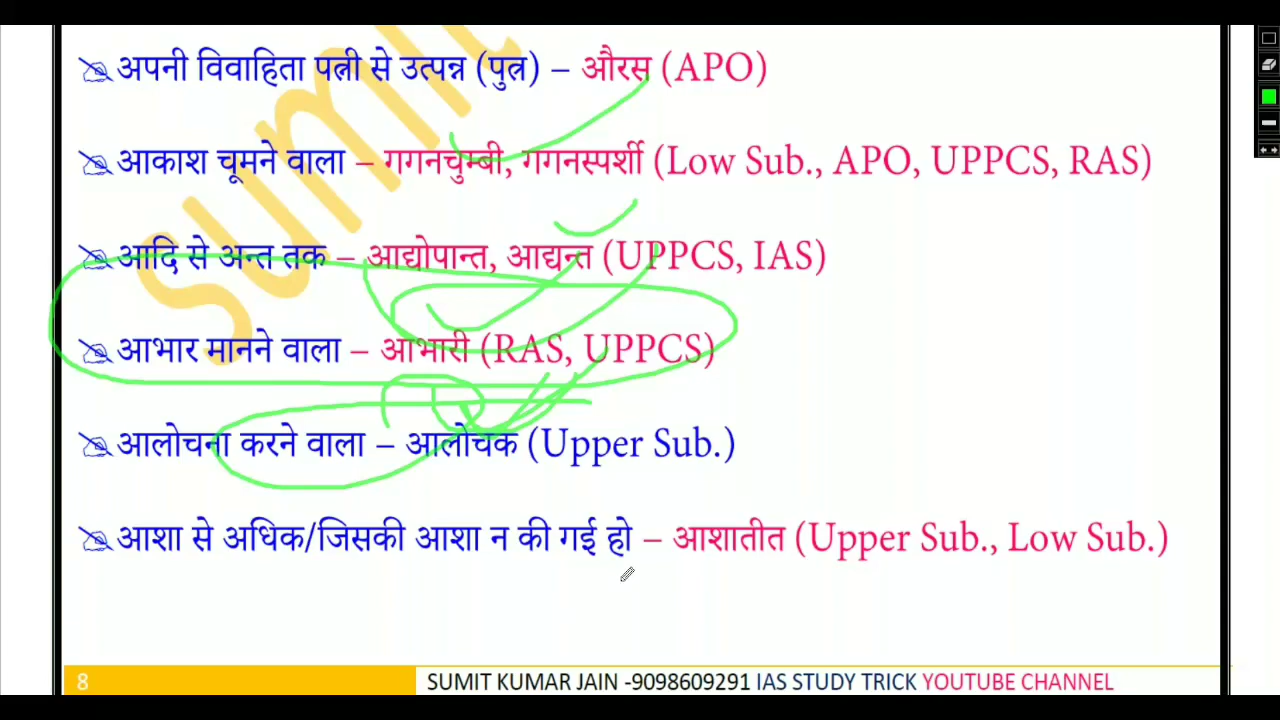 अपनी विवाहिता पत्नी से उत्पन्न (पुत्र) – औरस (APO)
आकाश चूमने वाला – गगनचुम्बी, गगनस्पर्शी (Low Sub., APO, UPPCS, RAS)
आदि से अन्त तक – आद्योपान्त, आद्यन्त (UPPCS, IAS)
आभार मानने वाला – आभारी (RAS, UPPCS)
आलोचना करने वाला – आलोचक (Upper Sub.)
आशा से अधिक/जिसकी आशा न की गई हो – आशातीत (Upper Sub., Low Sub.)
8
SUMIT KUMAR JAIN -9098609291 IAS STUDY TRICK YOUTUBE CHANNEL
sumit